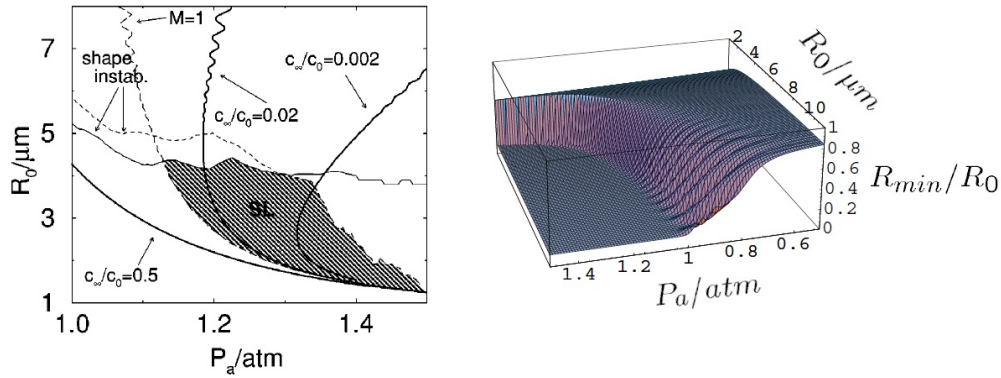 7
5
3
1
R₀/μm
M=1
shape
instab.
c∞/c₀=0.002
c∞/c₀=0.02
SL
c∞/c₀=0.5
1.0
1.2
1.4
Pₐ/atm
2
4
6
8
10
R₀/μm
1
0.8
0.6
0.4
0.2
0
R_min/R₀
1.4
1.2
1
0.8
0.6
Pₐ/atm